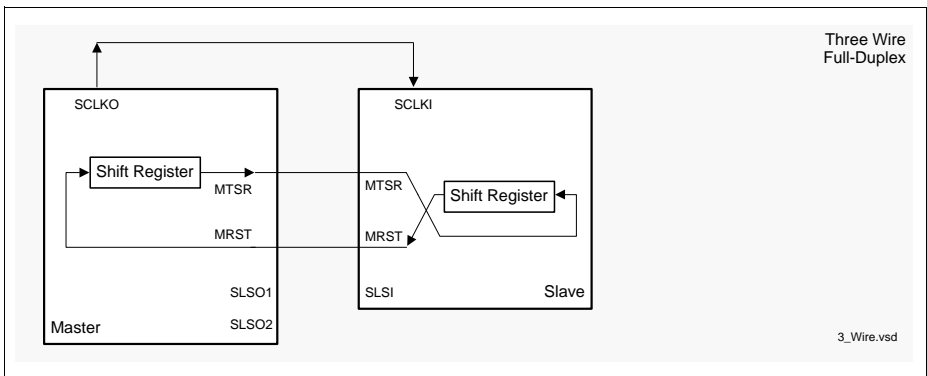 Three Wire
Full-Duplex
SCLKO
SCLKI
Shift Register
MTSR
MTSR
Shift Register
MRST
MRST
SLSO1
SLSI
Slave
Master
SLSO2
3_Wire.vsd